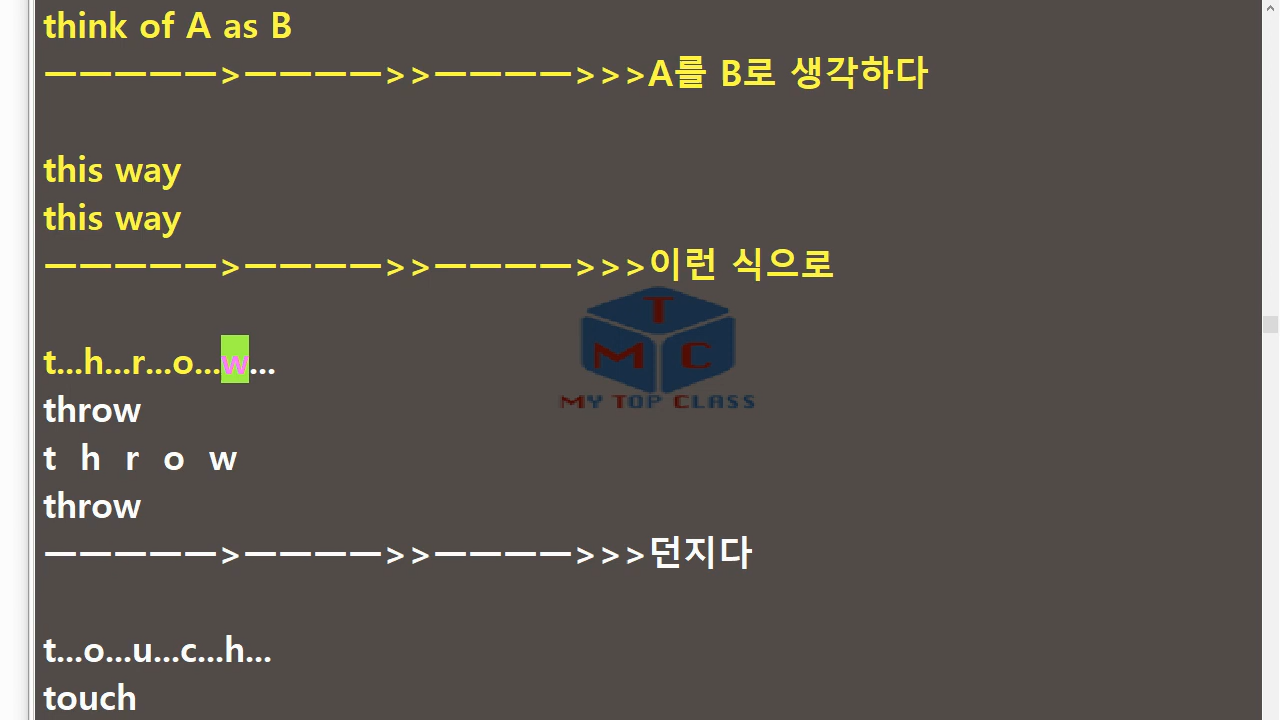 think of A as B
—————>————>>————>>>A를 B로 생각하다
this way
this way
—————>————>>————>>>이런 식으로
t...h...r...o...w...
throw
t h r o w
throw
—————>————>>————>>>던지다
t...o...u...c...h...
touch
T
M C
MY TOP CLASS